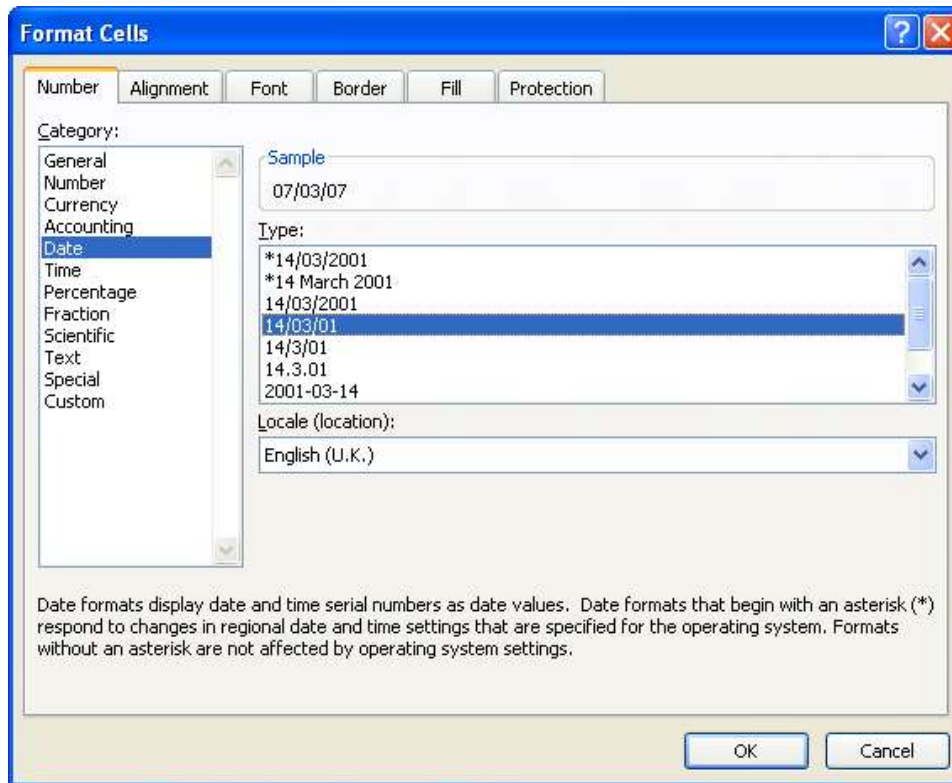 Format Cells
Number Alignment Font Border Fill Protection
Category:
General
Number
Currency
Accounting
Date
Time
Percentage
Fraction
Scientific
Text
Special
Custom
Sample
07/03/07
Type:
*14/03/2001
*14 March 2001
14/03/2001
14/03/01
14/3/01
14.3.01
2001-03-14
Locale (location):
English (U.K.)
Date formats display date and time serial numbers as date values. Date formats that begin with an asterisk (*)
respond to changes in regional date and time settings that are specified for the operating system. Formats
without an asterisk are not affected by operating system settings.
OK Cancel